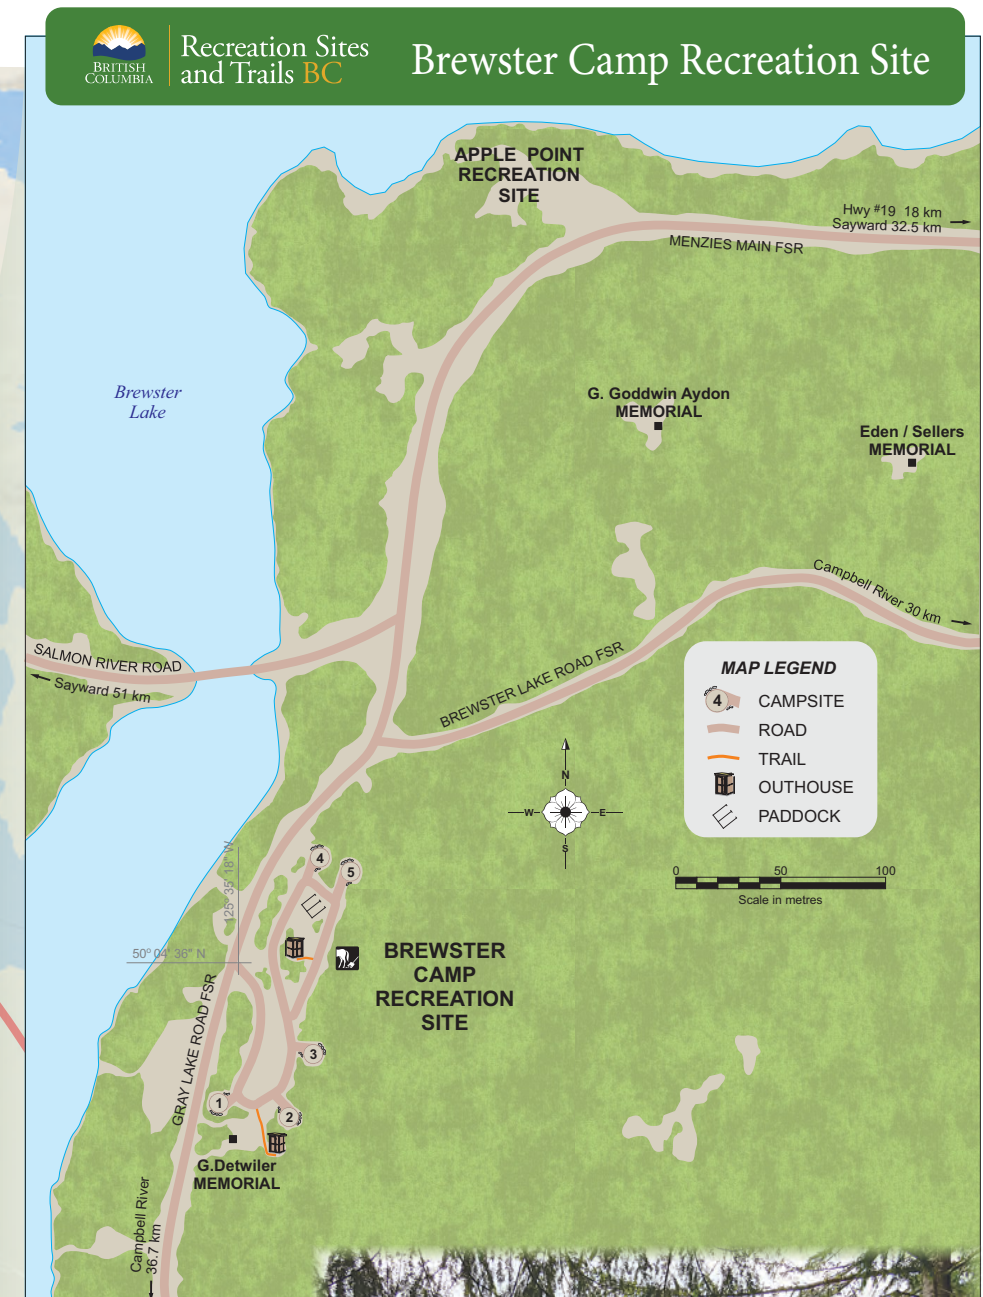 BRITISH
COLUMBIA
Recreation Sites
and Trails BC
Brewster Camp Recreation Site
APPLE POINT
RECREATION
SITE
Hwy #19 18 km
Sayward 32.5 km
MENZIES MAIN FSR
Brewster
Lake
G. Goddwin Aydon
MEMORIAL
Eden / Sellers
MEMORIAL
Campbell River 30 km
SALMON RIVER ROAD
Sayward 51 km
BREWSTER LAKE ROAD FSR
MAP LEGEND
4 CAMPSITE
ROAD
TRAIL
OUTHOUSE
PADDOCK
N
W E
S
0 50 100
Scale in metres
4
5
125° 35' 18" W
50° 04' 36" N
BREWSTER
CAMP
RECREATION
SITE
GRAY LAKE ROAD FSR
3
1
2
G.Detwiler
MEMORIAL
Campbell River
36.7 km